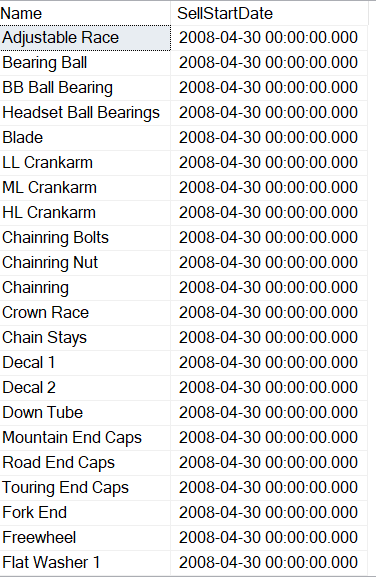 Name SellStartDate
Adjustable Race 2008-04-30 00:00:00.000
Bearing Ball 2008-04-30 00:00:00.000
BB Ball Bearing 2008-04-30 00:00:00.000
Headset Ball Bearings 2008-04-30 00:00:00.000
Blade 2008-04-30 00:00:00.000
LL Crankarm 2008-04-30 00:00:00.000
ML Crankarm 2008-04-30 00:00:00.000
HL Crankarm 2008-04-30 00:00:00.000
Chainring Bolts 2008-04-30 00:00:00.000
Chainring Nut 2008-04-30 00:00:00.000
Chainring 2008-04-30 00:00:00.000
Crown Race 2008-04-30 00:00:00.000
Chain Stays 2008-04-30 00:00:00.000
Decal 1 2008-04-30 00:00:00.000
Decal 2 2008-04-30 00:00:00.000
Down Tube 2008-04-30 00:00:00.000
Mountain End Caps 2008-04-30 00:00:00.000
Road End Caps 2008-04-30 00:00:00.000
Touring End Caps 2008-04-30 00:00:00.000
Fork End 2008-04-30 00:00:00.000
Freewheel 2008-04-30 00:00:00.000
Flat Washer 1 2008-04-30 00:00:00.000